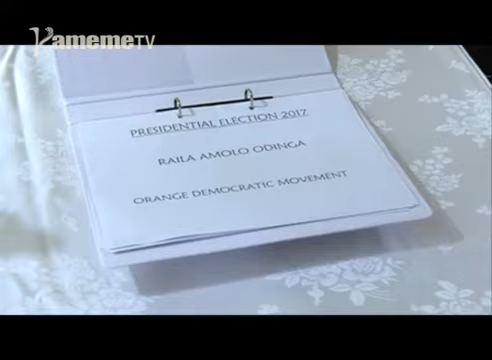 KamemeTV
PRESIDENTIAL ELECTION 2017
RAILA AMOLO ODINGA
ORANGE DEMOCRATIC MOVEMENT